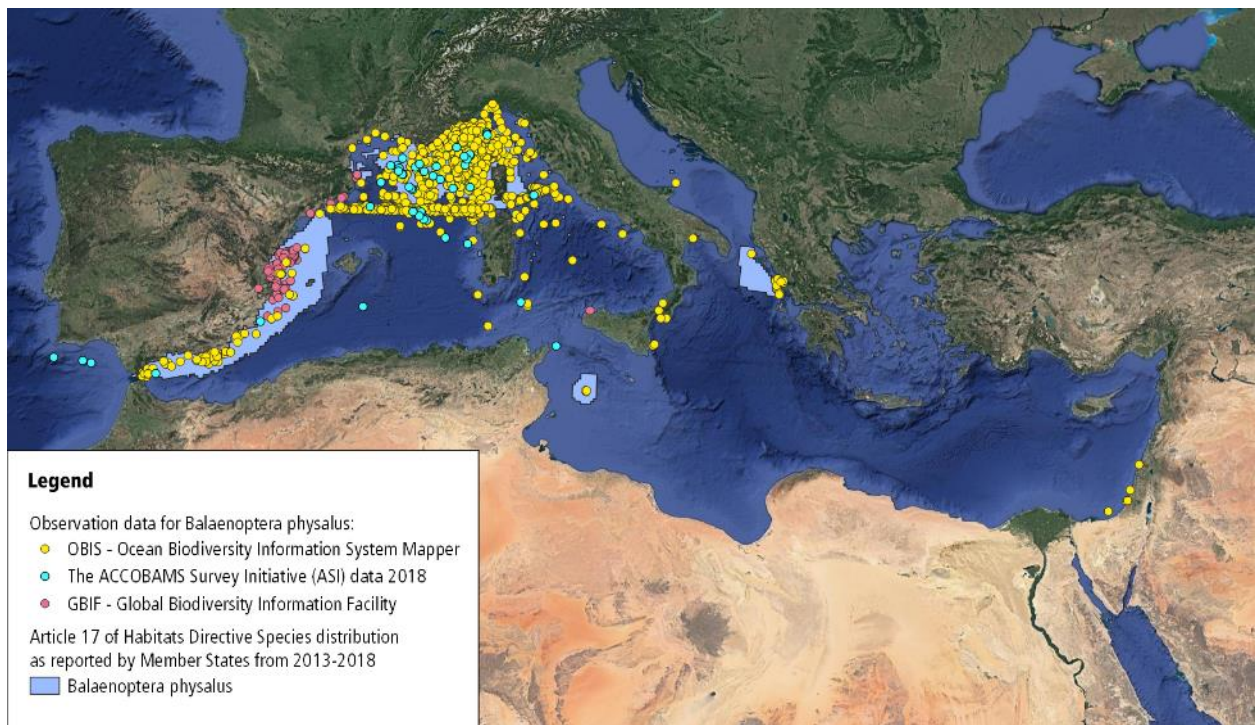 Legend
Observation data for Balaenoptera physalus:
OBIS - Ocean Biodiversity Information System Mapper
The ACCOBAMS Survey Initiative (ASI) data 2018
GBIF - Global Biodiversity Information Facility
Article 17 of Habitats Directive Species distribution
as reported by Member States from 2013-2018
Balaenoptera physalus